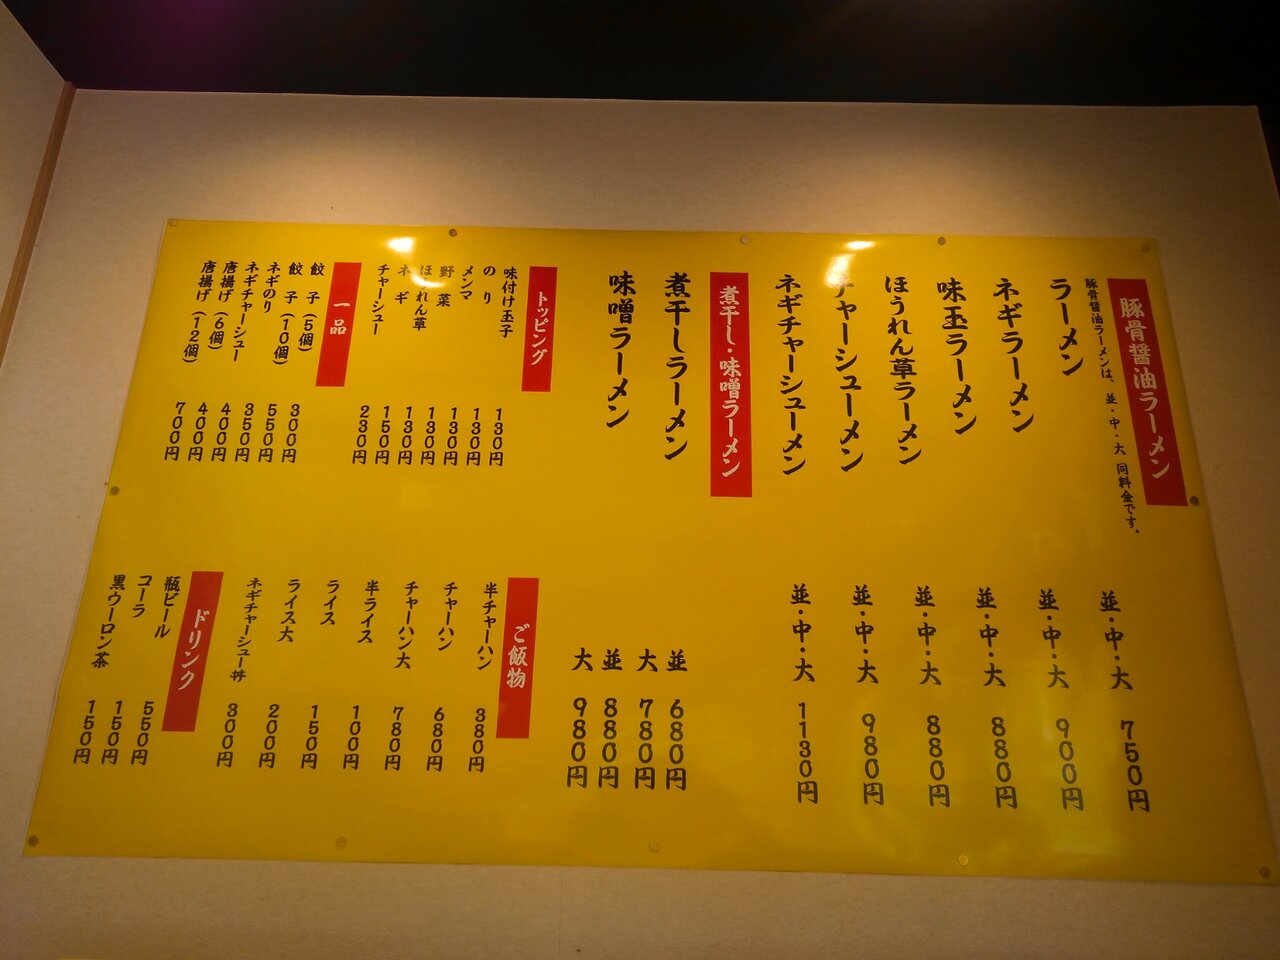 豚骨醤油ラーメン
豚骨醤油ラーメンは、並・中・大 同料金です。
ラーメン 並・中・大 750円
ネギラーメン 並・中・大 900円
味玉ラーメン 並・中・大 880円
ほうれん草ラーメン 並・中・大 880円
チャーシューメン 並・中・大 980円
ネギチャーシューメン 並・中・大 1130円
煮干し・味噌ラーメン
煮干しラーメン 並 680円
大 780円
味噌ラーメン 並 880円
大 980円
トッピング
味付け玉子 130円
のり 130円
メンマ 130円
野菜 130円
ほうれん草 130円
ネギ 150円
チャーシュー 230円
一品
餃子(5個) 300円
餃子(10個) 550円
ネギのり 350円
ネギチャーシュー 400円
唐揚げ(6個) 400円
唐揚げ(12個) 700円
ご飯物
半チャーハン 380円
チャーハン 680円
チャーハン大 780円
半ライス 100円
ライス 150円
ライス大 200円
ネギチャーシュー丼 300円
ドリンク
瓶ビール 550円
コーラ 150円
黒ウーロン茶 150円